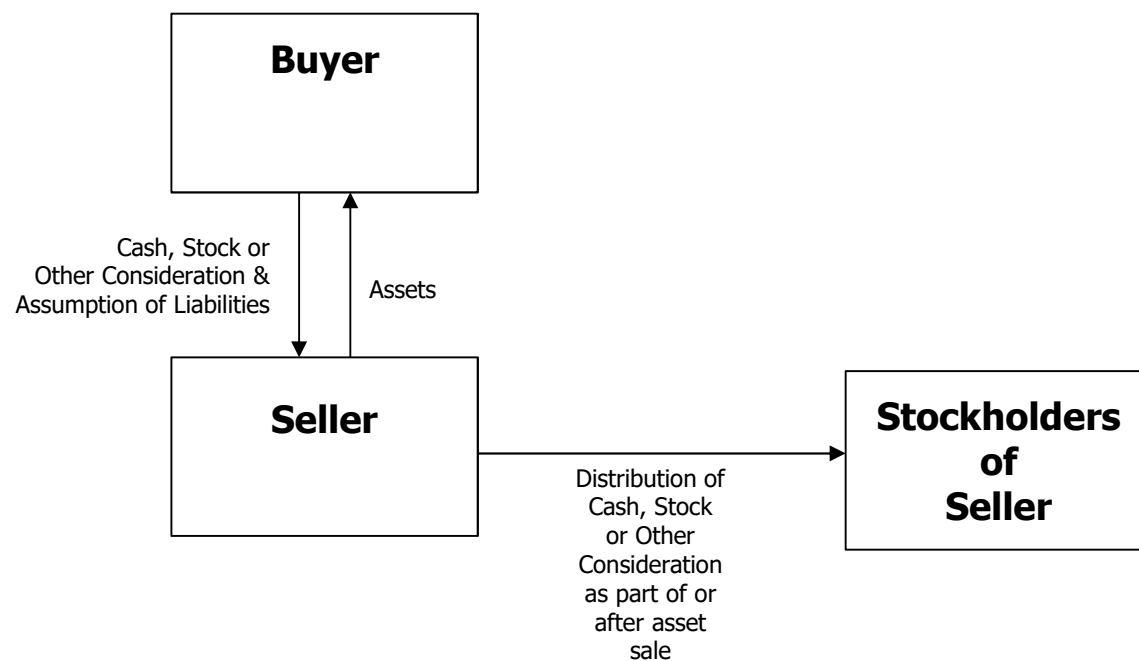 Buyer
Cash, Stock or
Other Consideration &
Assumption of Liabilities
Assets
Seller
Stockholders
of
Seller
Distribution of
Cash, Stock
or Other
Consideration
as part of or
after asset
sale